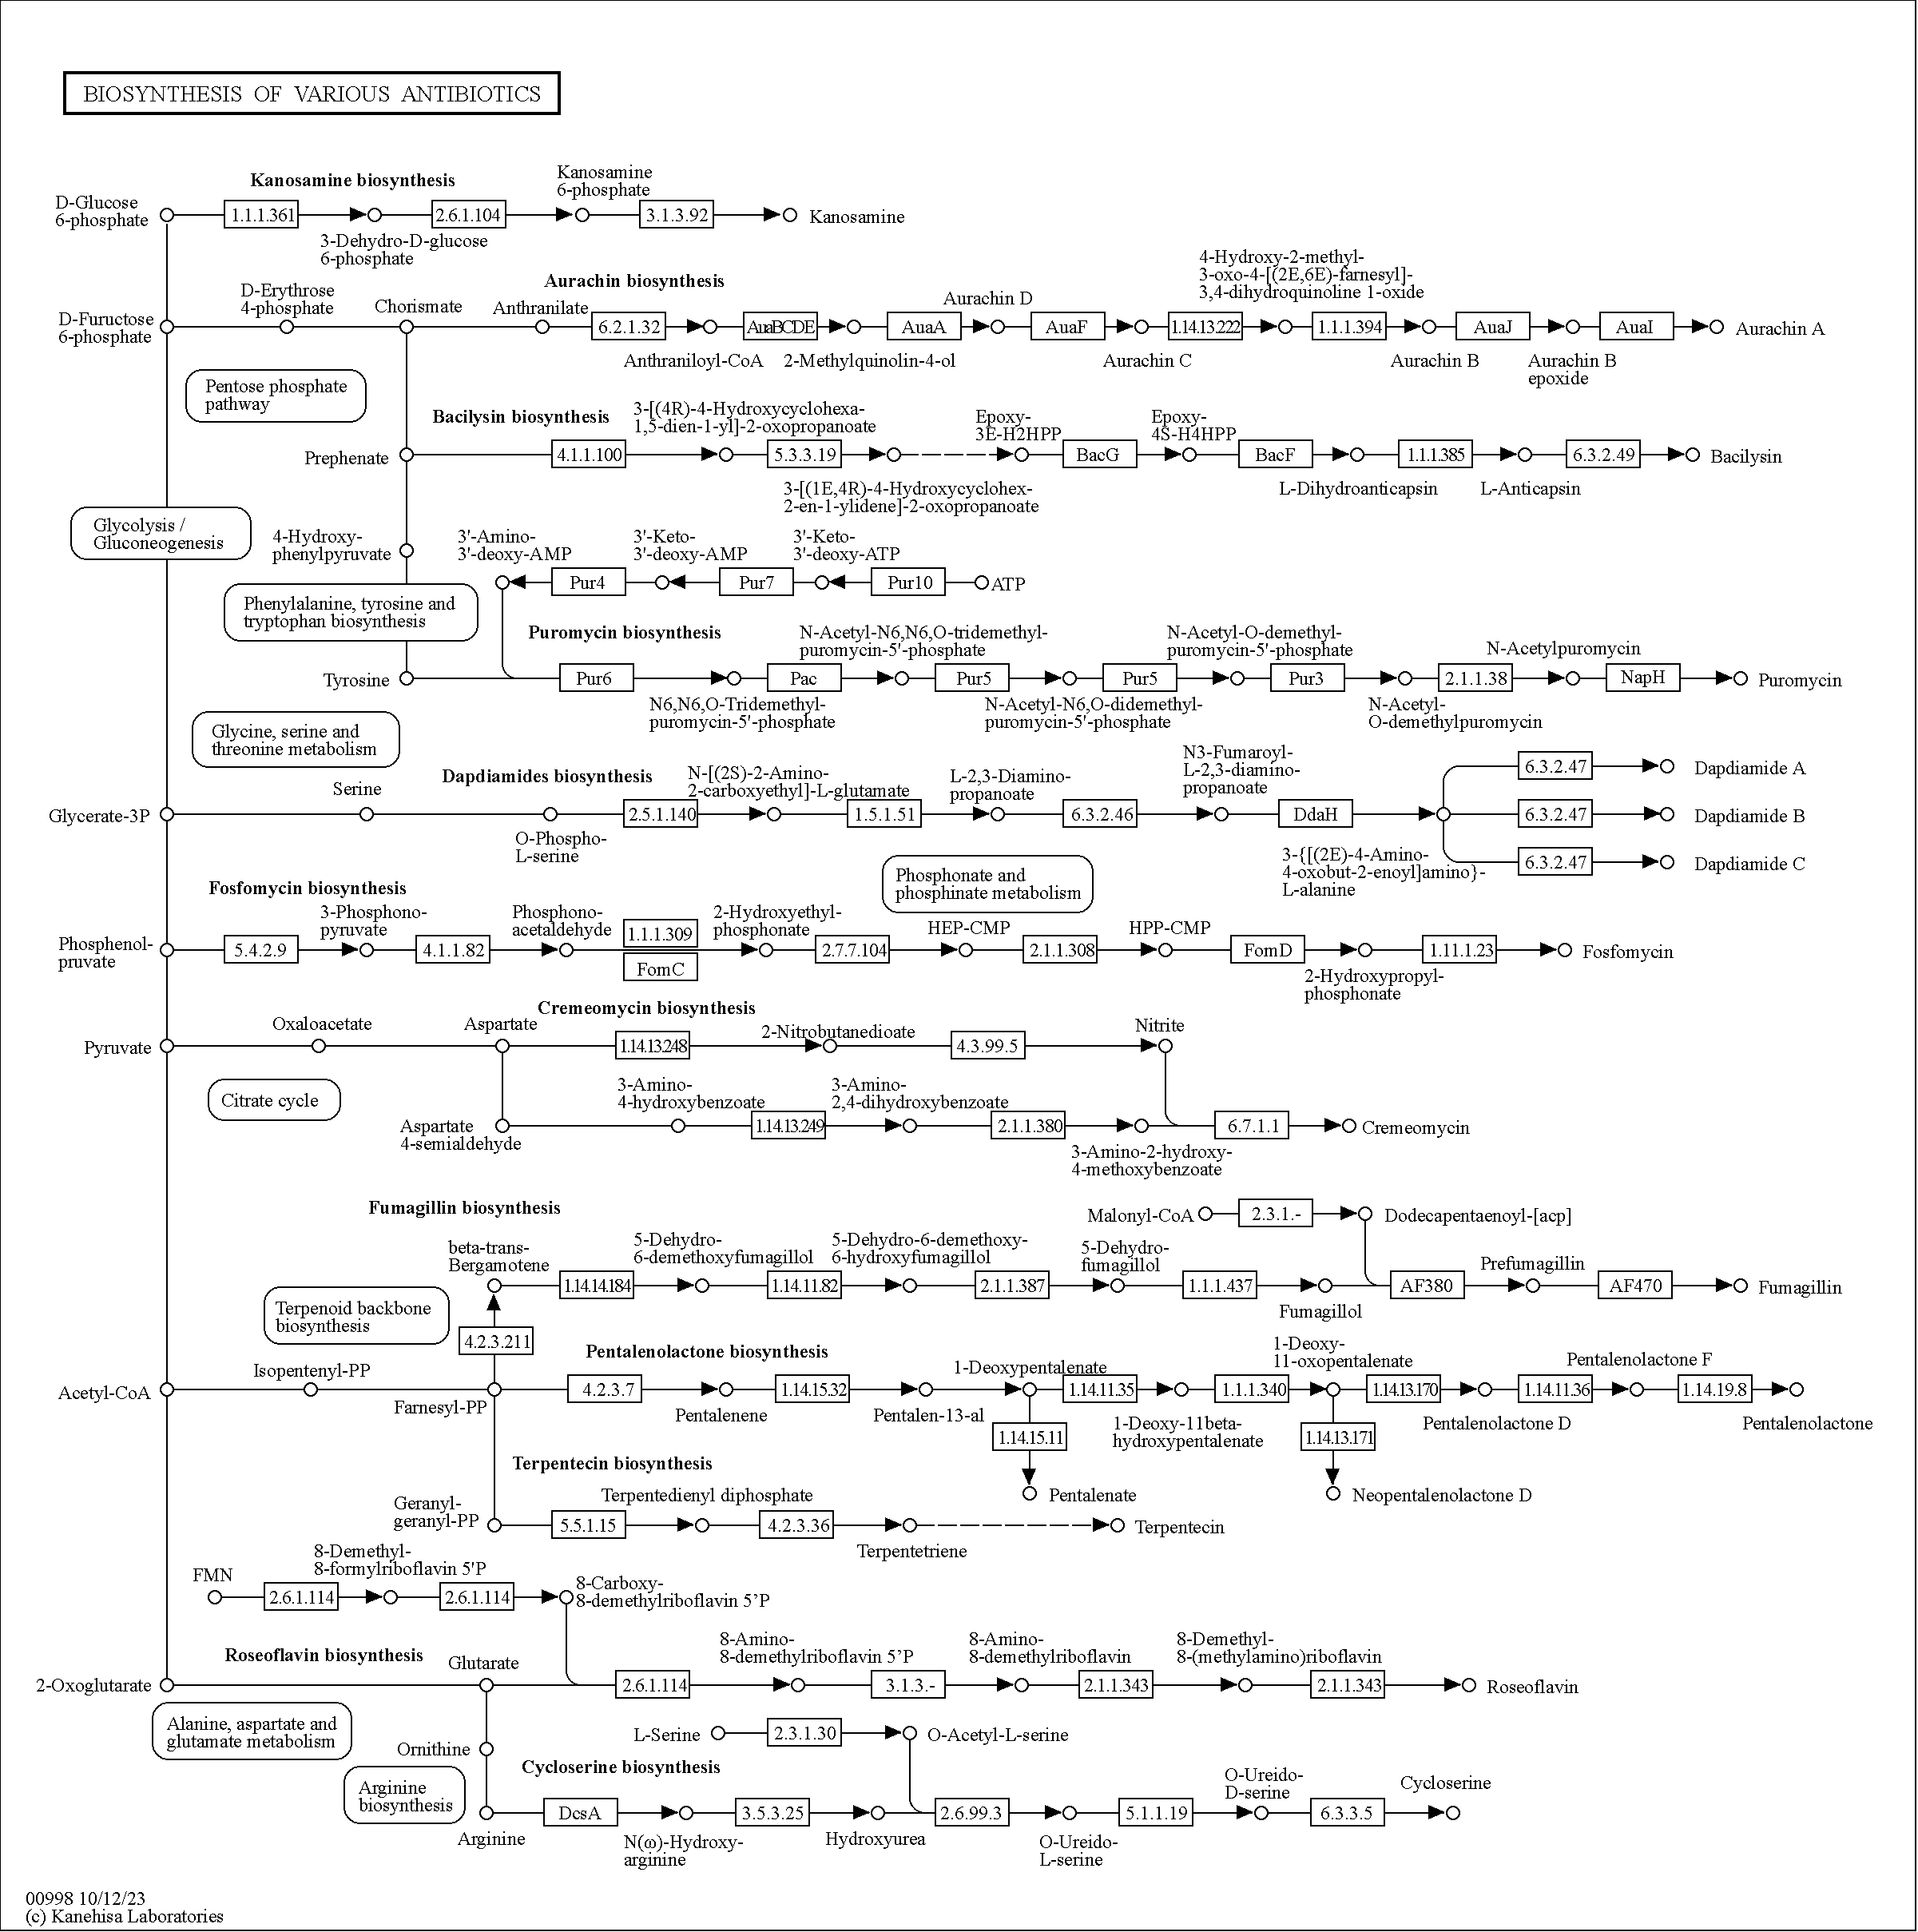 BIOSYNTHESIS OF VARIOUS ANTIBIOTICS
Kanosamine biosynthesis
Kanosamine
6-phosphate
D-Glucose
6-phosphate
1.1.1.361
2.6.1.104
3.1.3.92
Kanosamine
3-Dehydro-D-glucose
6-phosphate
Aurachin biosynthesis
4-Hydroxy-2-methyl-
3-oxo-4-[(2E,6E)-farnesyl]-
3,4-dihydroquinoline 1-oxide
D-Erythrose
4-phosphate
Chorismate
Anthranilate
Aurachin D
D-Fuructose
6-phosphate
6.2.1.32
AuaBCDE
AuaA
AuaF
1.14.13.222
1.1.1.394
AuaJ
AuaI
Aurachin A
Anthraniloyl-CoA
2-Methylquinolin-4-ol
Aurachin C
Aurachin B
Aurachin B
epoxide
Pentose phosphate
pathway
Bacilysin biosynthesis
3-[(4R)-4-Hydroxycyclohexa-
1,5-dien-1-yl]-2-oxopropanoate
Epoxy-
3E-H2HPP
Epoxy-
4S-H4HPP
Prephenate
4.1.1.100
5.3.3.19
BacG
BacF
1.1.1.385
6.3.2.49
Bacilysin
3-[(1E,4R)-4-Hydroxycyclohex-
2-en-1-ylidene]-2-oxopropanoate
L-Dihydroanticapsin
L-Anticapsin
Glycolysis /
Gluconeogenesis
4-Hydroxy-
phenylpyruvate
3'-Amino-
3'-deoxy-AMP
3'-Keto-
3'-deoxy-AMP
3'-Keto-
3'-deoxy-ATP
Pur4
Pur7
Pur10
ATP
Phenylalanine, tyrosine and
tryptophan biosynthesis
Puromycin biosynthesis
N-Acetyl-N6,N6,O-tridemethyl-
puromycin-5'-phosphate
N-Acetyl-O-demethyl-
puromycin-5'-phosphate
N-Acetylpuromycin
Tyrosine
Pur6
Pac
Pur5
Pur5
Pur3
2.1.1.38
NapH
Puromycin
N6,N6,O-Tridemethyl-
puromycin-5'-phosphate
N-Acetyl-N6,O-didemethyl-
puromycin-5'-phosphate
N-Acetyl-
O-demethylpuromycin
Glycine, serine and
threonine metabolism
Dapdiamides biosynthesis
N-[(2S)-2-Amino-
2-carboxyethyl]-L-glutamate
L-2,3-Diamino-
propanoate
N3-Fumaroyl-
L-2,3-diamino-
propanoate
6.3.2.47
Dapdiamide A
Serine
Glycerate-3P
2.5.1.140
1.5.1.51
6.3.2.46
DdaH
6.3.2.47
Dapdiamide B
O-Phospho-
L-serine
3-{[(2E)-4-Amino-
4-oxobut-2-enoyl]amino}-
L-alanine
6.3.2.47
Dapdiamide C
Phosphonate and
phosphinate metabolism
Fosfomycin biosynthesis
3-Phosphono-
pyruvate
Phosphono-
acetaldehyde
1.1.1.309
2-Hydroxyethyl-
phosphonate
HEP-CMP
HPP-CMP
Phosphenol-
pruvate
5.4.2.9
4.1.1.82
FomC
2.7.7.104
2.1.1.308
FomD
1.11.1.23
Fosfomycin
2-Hydroxypropyl-
phosphonate
Cremeomycin biosynthesis
Oxaloacetate
Aspartate
2-Nitrobutanedioate
Nitrite
Pyruvate
1.14.13.248
4.3.99.5
Citrate cycle
3-Amino-
4-hydroxybenzoate
3-Amino-
2,4-dihydroxybenzoate
Aspartate
4-semialdehyde
1.14.13.249
2.1.1.380
6.7.1.1
Cremeomycin
3-Amino-2-hydroxy-
4-methoxybenzoate
Fumagillin biosynthesis
Malonyl-CoA
2.3.1.-
Dodecapentaenoyl-[acp]
beta-trans-
Bergamotene
5-Dehydro-
6-demethoxyfumagillol
5-Dehydro-6-demethoxy-
6-hydroxyfumagillol
5-Dehydro-
fumagillol
Prefumagillin
1.14.14.184
1.14.11.82
2.1.1.387
1.1.1.437
AF380
AF470
Fumagillin
Fumagillol
Terpenoid backbone
biosynthesis
4.2.3.211
Pentalenolactone biosynthesis
1-Deoxypentalenate
1-Deoxy-
11-oxopentalenate
Pentalenolactone F
Isopentenyl-PP
Acetyl-CoA
Farnesyl-PP
4.2.3.7
1.14.15.32
1.14.11.35
1.1.1.340
1.14.13.170
1.14.11.36
1.14.19.8
Pentalenene
Pentalen-13-al
1.14.15.11
1-Deoxy-11beta-
hydroxypentalenate
1.14.13.171
Pentalenolactone D
Pentalenolactone
Terpentecin biosynthesis
Pentalenate
Neopentalenolactone D
Geranyl-
geranyl-PP
Terpentedienyl diphosphate
5.5.1.15
4.2.3.36
Terpentecin
Terpentetriene
FMN
8-Demethyl-
8-formylriboflavin 5'P
2.6.1.114
2.6.1.114
8-Carboxy-
8-demethylriboflavin 5’P
Roseoflavin biosynthesis
Glutarate
8-Amino-
8-demethylriboflavin 5’P
8-Amino-
8-demethylriboflavin
8-Demethyl-
8-(methylamino)riboflavin
2-Oxoglutarate
2.6.1.114
3.1.3.-
2.1.1.343
2.1.1.343
Roseoflavin
Alanine, aspartate and
glutamate metabolism
L-Serine
2.3.1.30
O-Acetyl-L-serine
Ornithine
Cycloserine biosynthesis
Arginine
biosynthesis
O-Ureido-
D-serine
Cycloserine
DcsA
3.5.3.25
2.6.99.3
5.1.1.19
6.3.3.5
Arginine
N(ω)-Hydroxy-
arginine
Hydroxyurea
O-Ureido-
L-serine
00998 10/12/23
(c) Kanehisa Laboratories